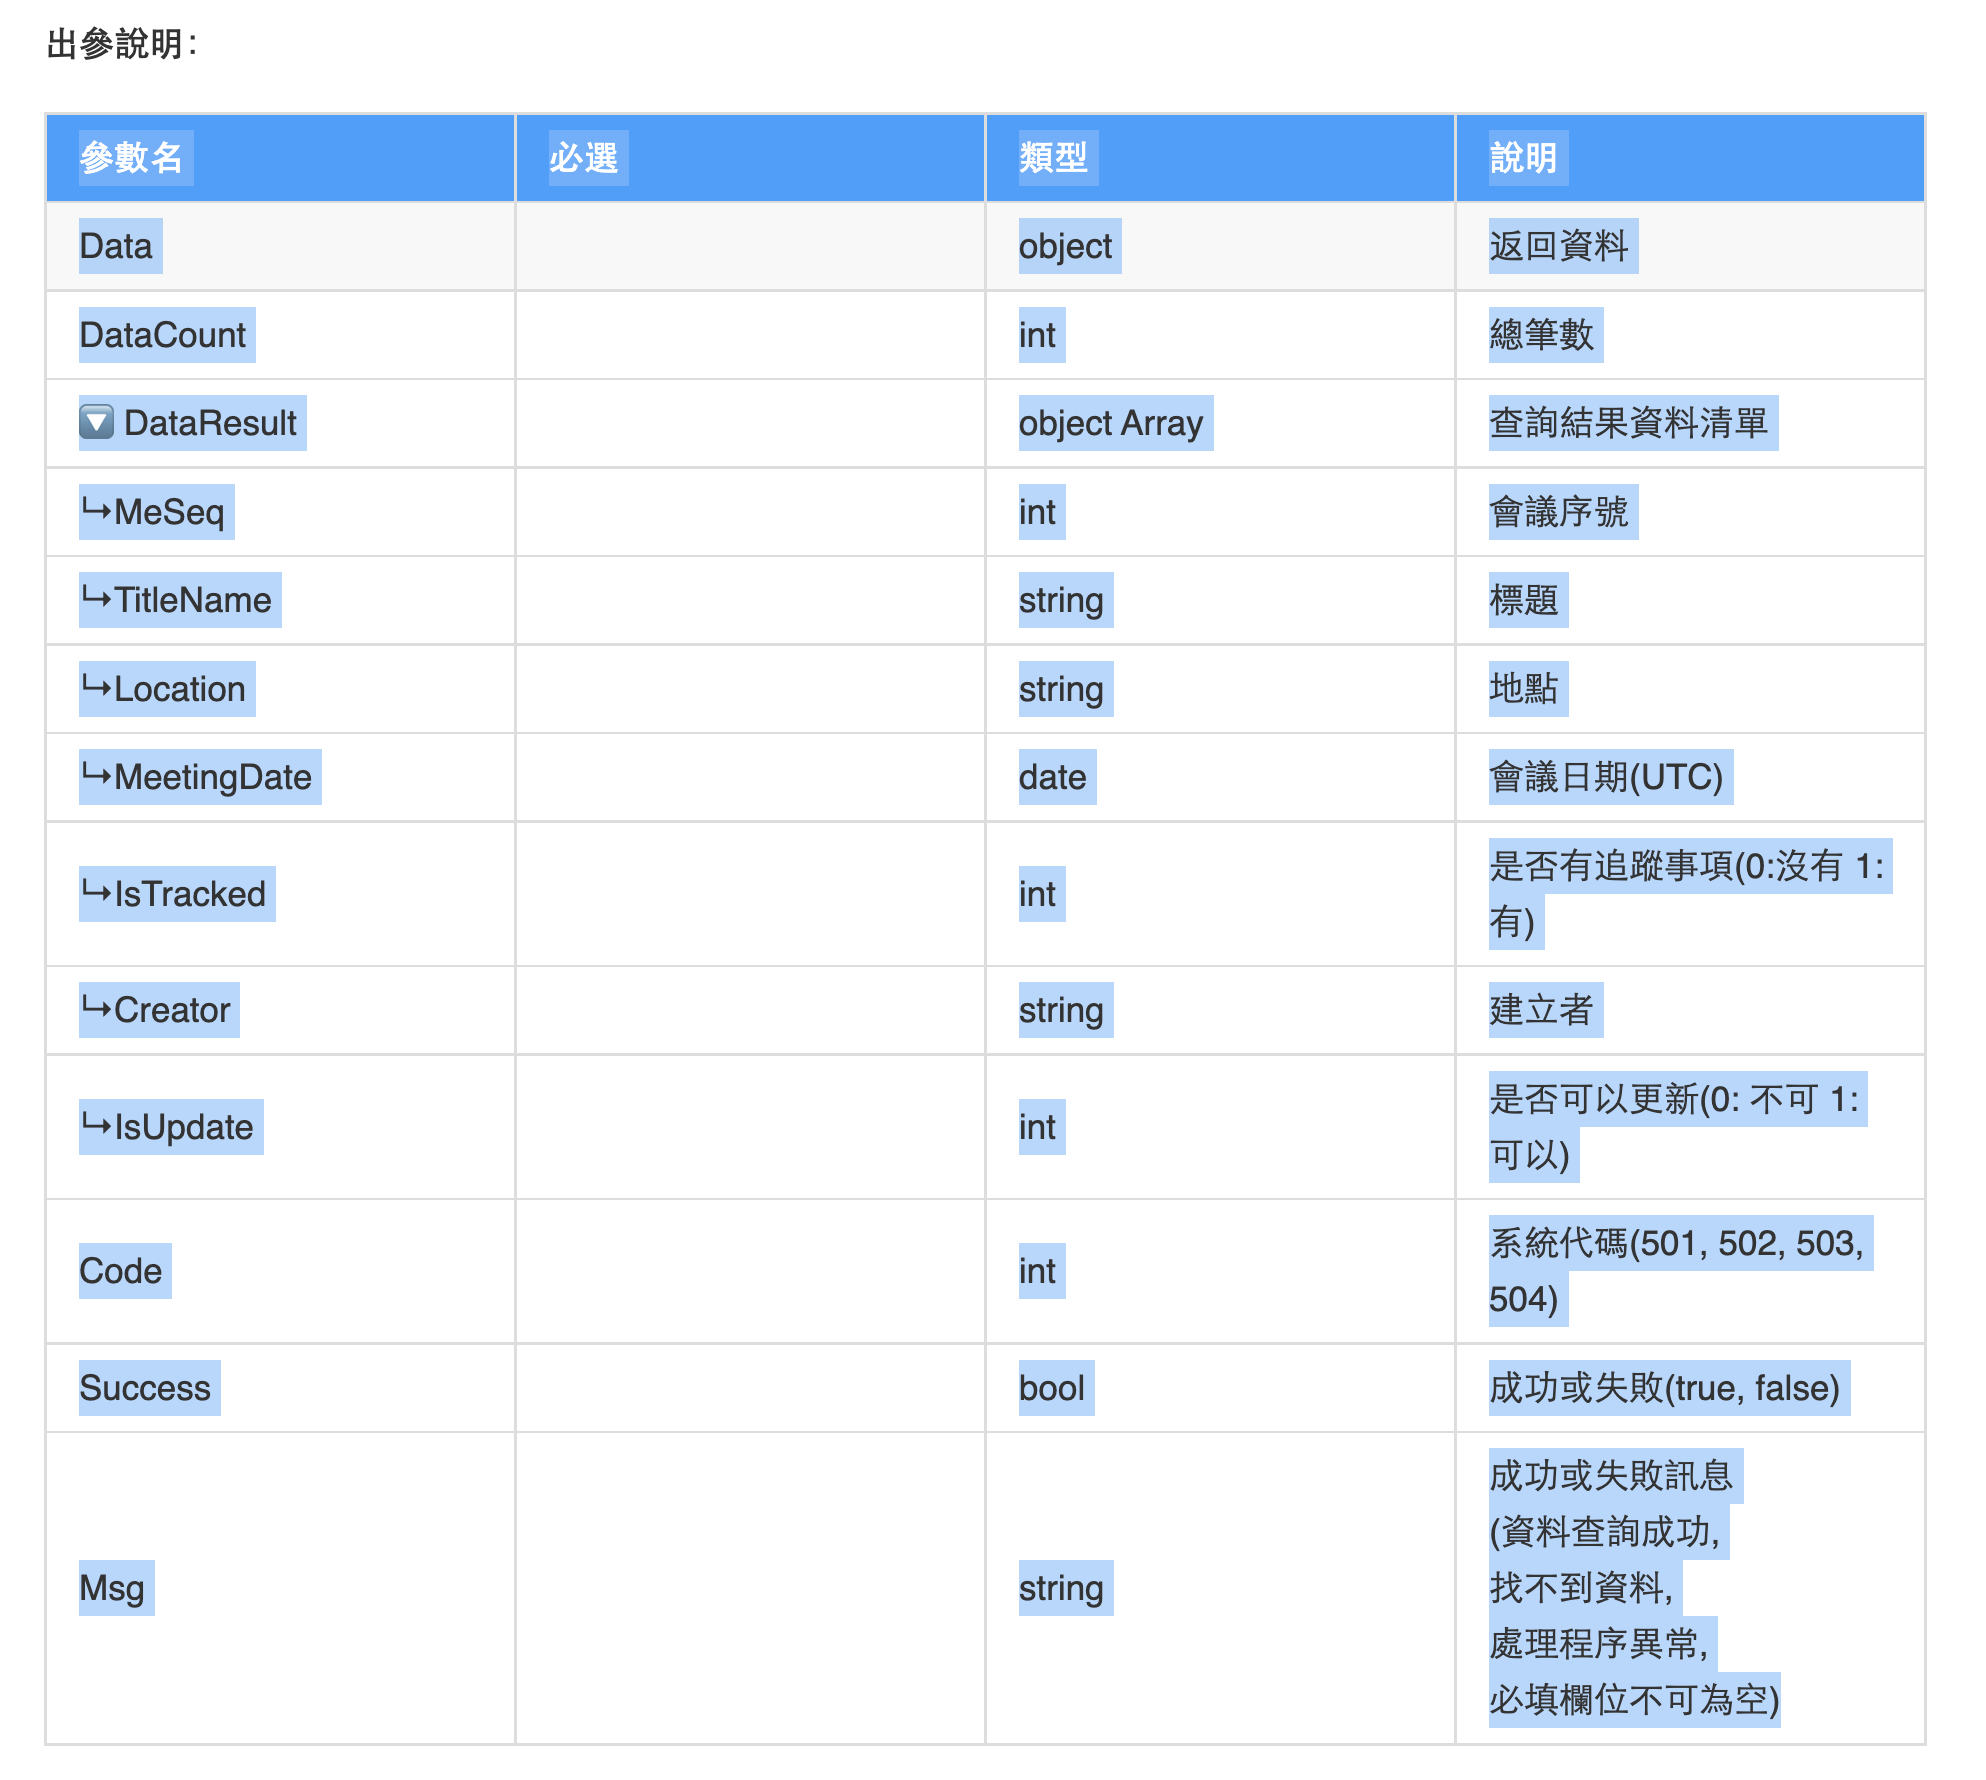 出參說明:
參數名 必選 類型 說明
Data object 返回資料
DataCount int 總筆數
🔽 DataResult object Array 查詢結果資料清單
↳MeSeq int 會議序號
↳TitleName string 標題
↳Location string 地點
↳MeetingDate date 會議日期(UTC)
↳IsTracked int 是否有追蹤事項(0:沒有 1:
有)
↳Creator string 建立者
↳IsUpdate int 是否可以更新(0: 不可 1:
可以)
Code int 系統代碼(501, 502, 503,
504)
Success bool 成功或失敗(true, false)
Msg string 成功或失敗訊息
(資料查詢成功,
找不到資料,
處理程序異常,
必填欄位不可為空)